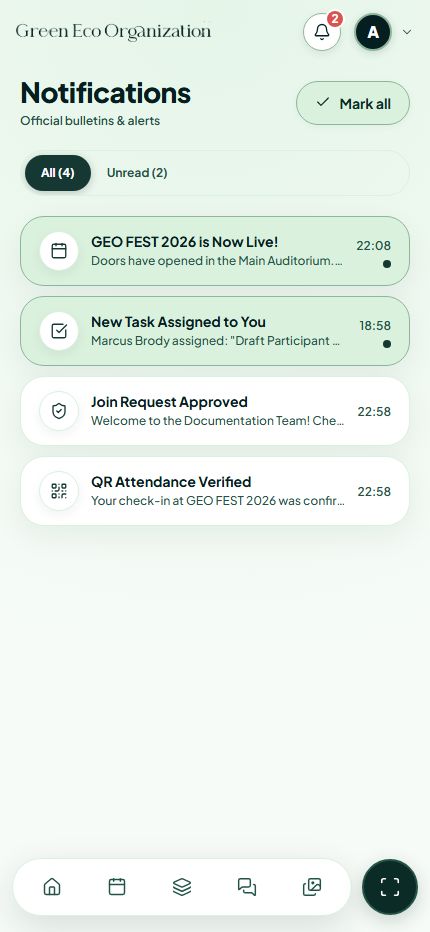 Green Eco Organization
2
A
Notifications
Official bulletins & alerts
Mark all
All (4)
Unread (2)
GEO FEST 2026 is Now Live!
22:08
Doors have opened in the Main Auditorium. ...
New Task Assigned to You
18:58
Marcus Brody assigned: "Draft Participant ...
Join Request Approved
22:58
Welcome to the Documentation Team! Che...
QR Attendance Verified
22:58
Your check-in at GEO FEST 2026 was confir...